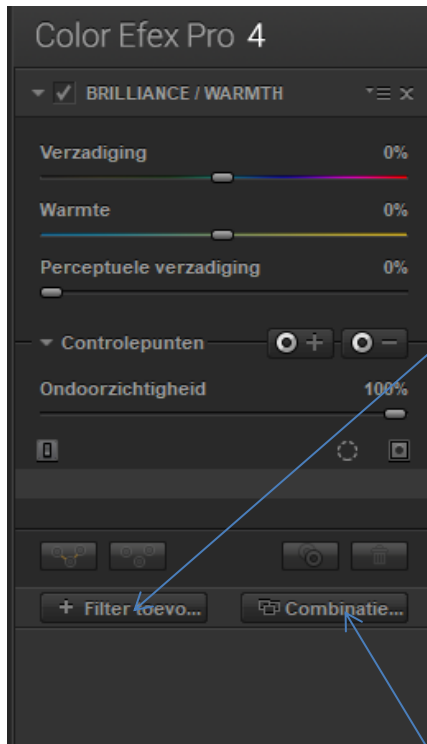 Color Efex Pro 4
BRILLIANCE / WARMTH
Verzadiging 0%
Warmte 0%
Perceptuele verzadiging 0%
Controlepunten
Ondoorzichtigheid 100%
+ Filter toevo...
Combinatie...